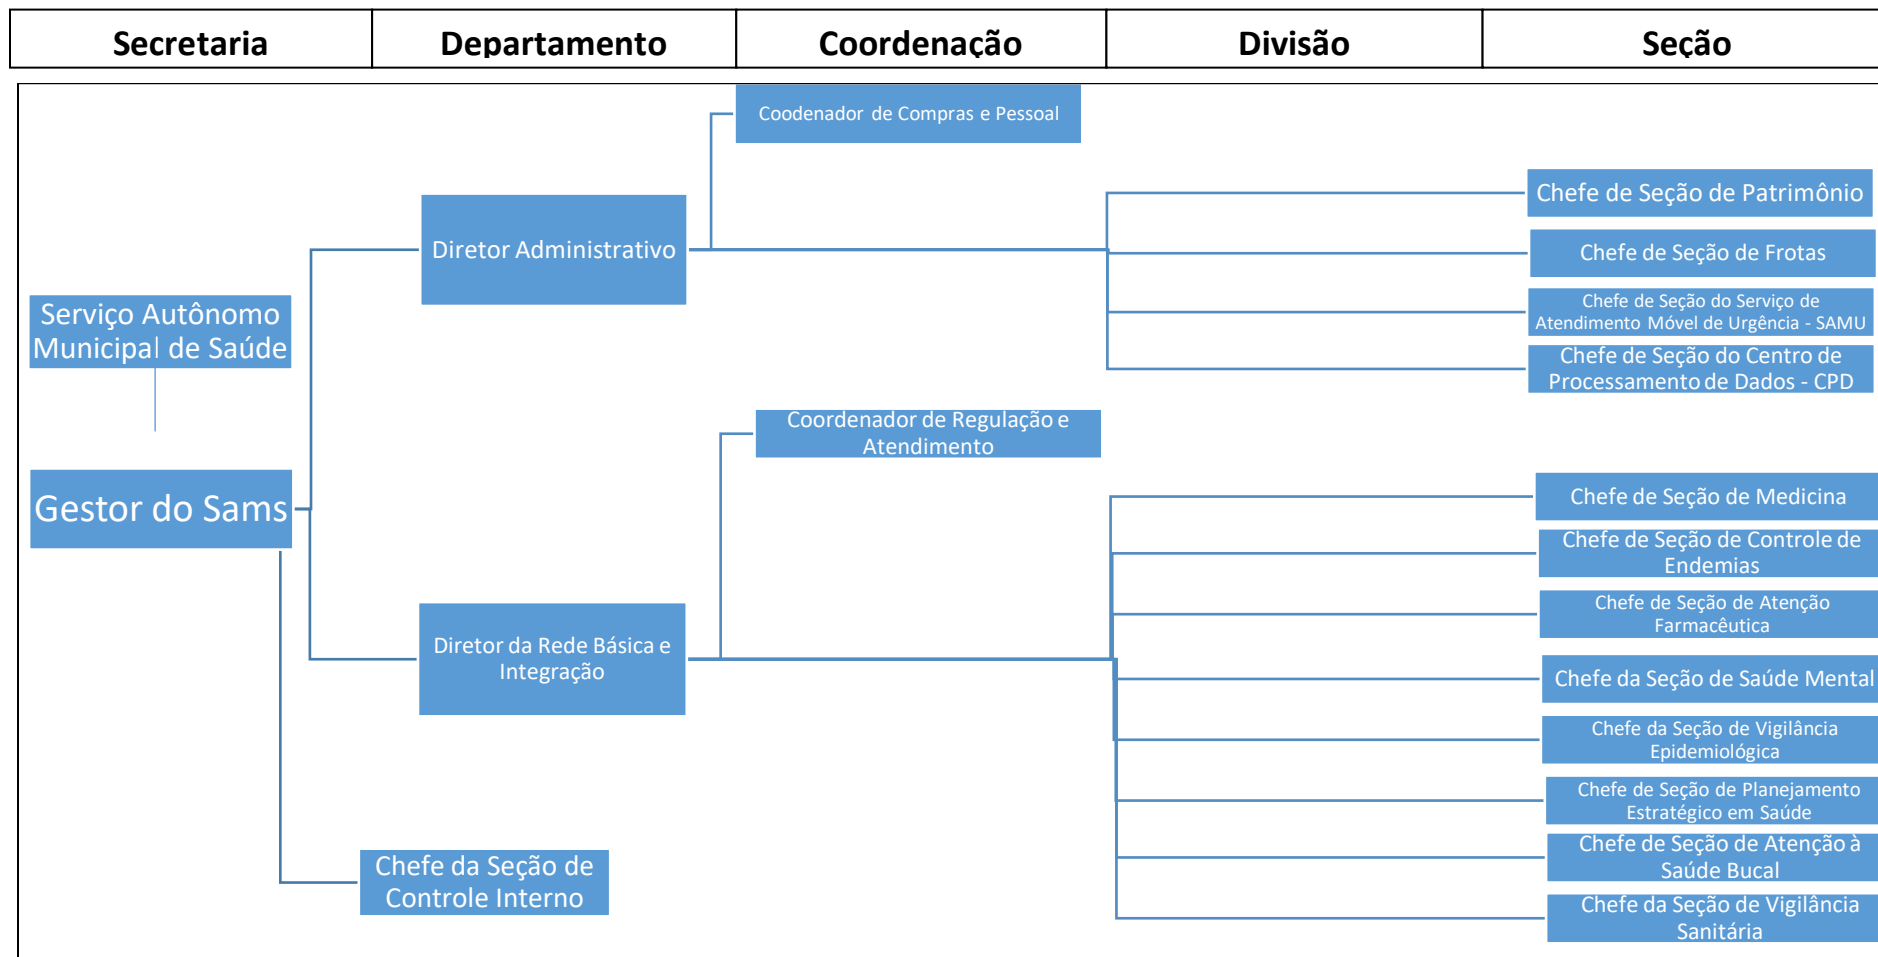 Secretaria
Departamento
Coordenação
Divisão
Seção
Coodenador de Compras e Pessoal
Chefe de Seção de Patrimônio
Diretor Administrativo
Chefe de Seção de Frotas
Serviço Autônomo
Municipal de Saúde
Chefe de Seção do Serviço de
Atendimento Móvel de Urgência - SAMU
Chefe de Seção do Centro de
Processamento de Dados - CPD
Coordenador de Regulação e
Atendimento
Gestor do Sams
Chefe de Seção de Medicina
Chefe de Seção de Controle de
Endemias
Chefe de Seção de Atenção
Farmacêutica
Diretor da Rede Básica e
Integração
Chefe da Seção de Saúde Mental
Chefe da Seção de Vigilância
Epidemiológica
Chefe de Seção de Planejamento
Estratégico em Saúde
Chefe da Seção de
Controle Interno
Chefe de Seção de Atenção à
Saúde Bucal
Chefe da Seção de Vigilância
Sanitária